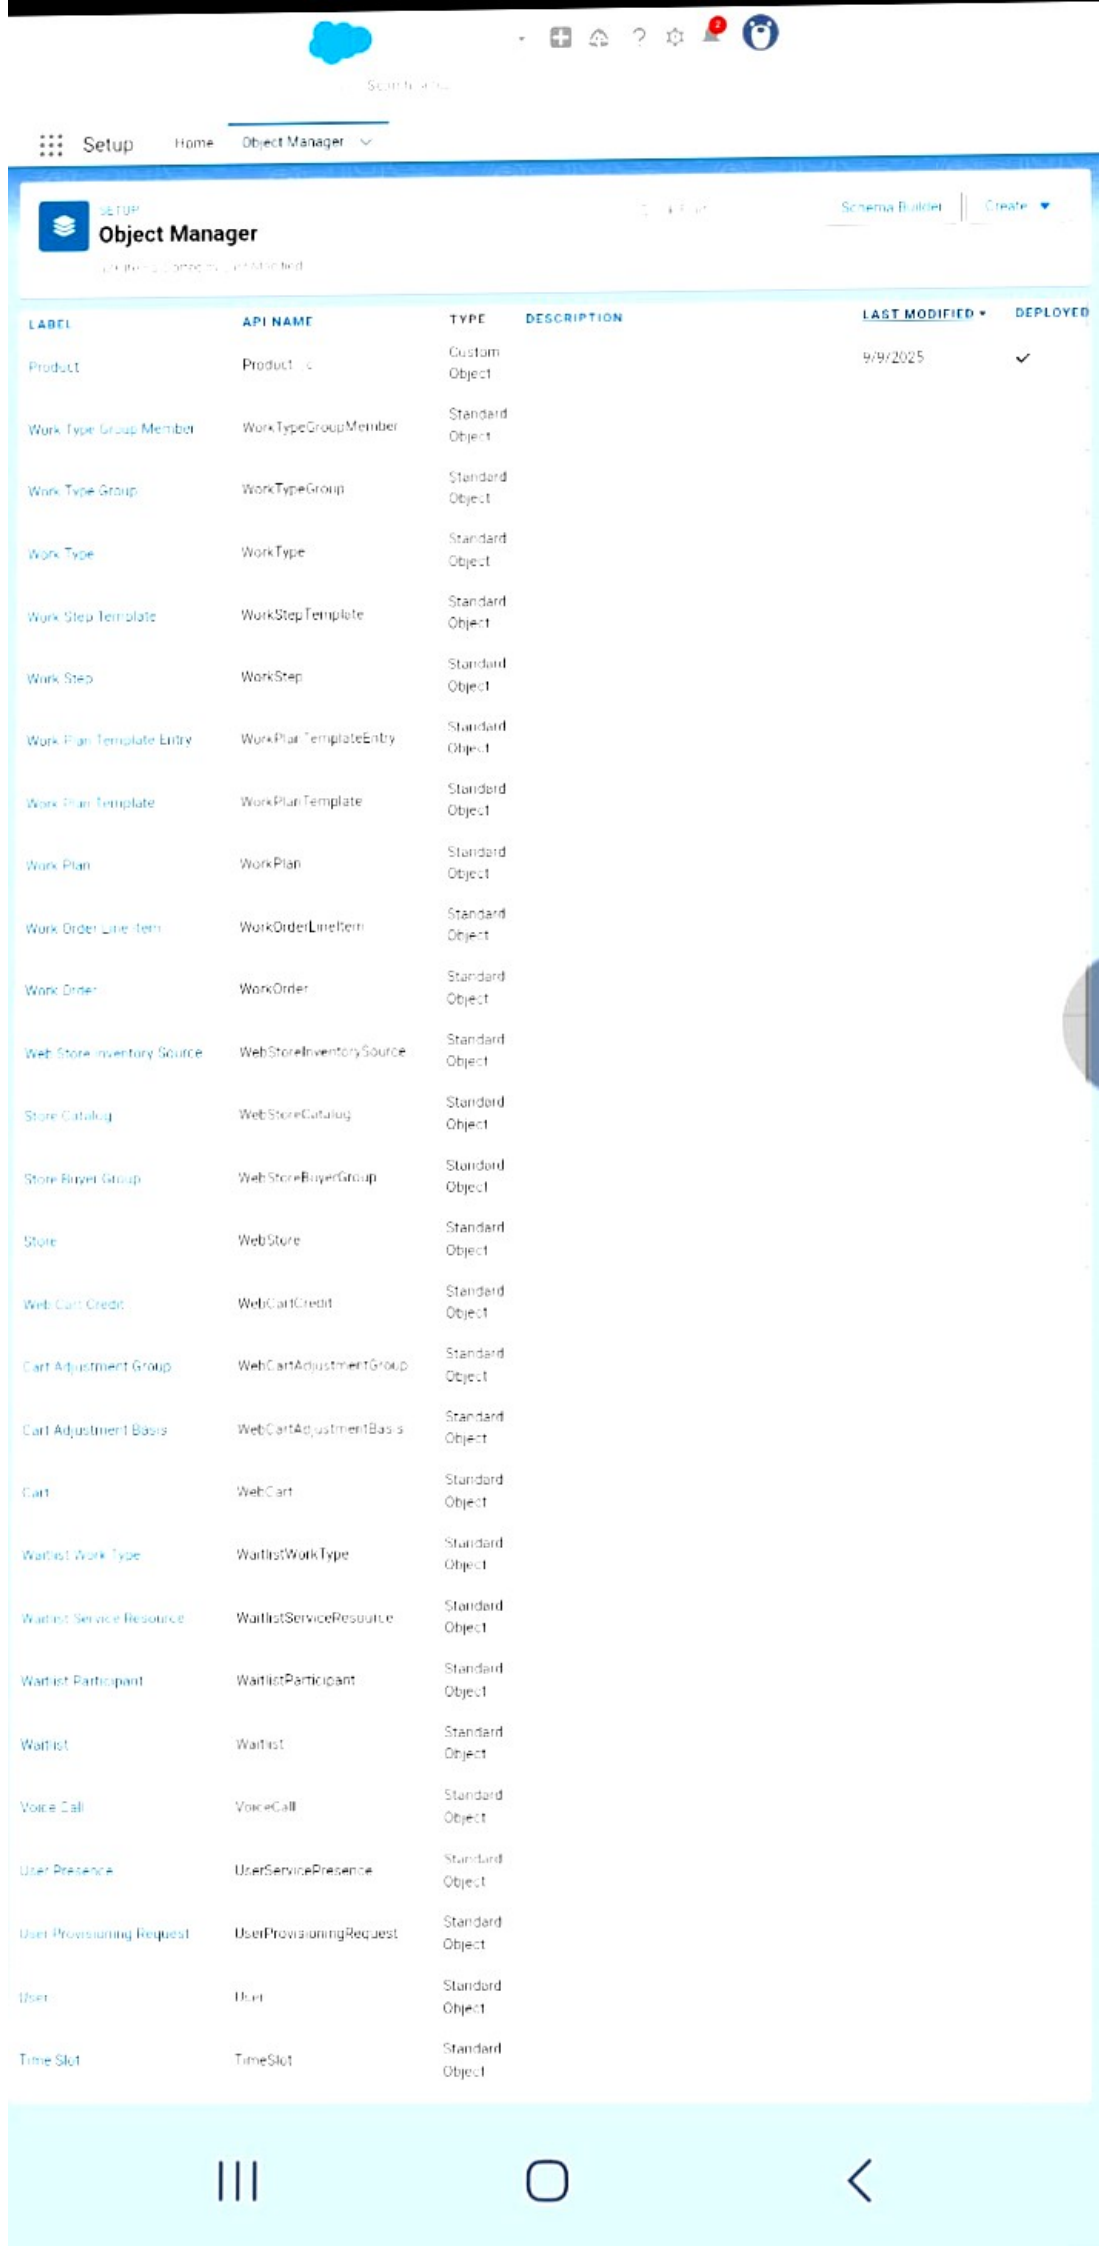 2
Setup Home Object Manager
SETUP
Object Manager
Schema Builder Create
LABEL API NAME TYPE DESCRIPTION LAST MODIFIED DEPLOYED
Product Product Custom Object 9/9/2025 ✓
Work Type Group Member WorkTypeGroupMember Standard Object
Work Type Group WorkTypeGroup Standard Object
Work Type WorkType Standard Object
Work Step Template WorkStepTemplate Standard Object
Work Step WorkStep Standard Object
Work Plan Template Entry WorkPlanTemplateEntry Standard Object
Work Plan Template WorkPlanTemplate Standard Object
Work Plan WorkPlan Standard Object
Work Order Line Item WorkOrderLineItem Standard Object
Work Order WorkOrder Standard Object
Web Store Inventory Source WebStoreInventorySource Standard Object
Store Catalog WebStoreCatalog Standard Object
Store Buyer Group WebStoreBuyerGroup Standard Object
Store WebStore Standard Object
Web Cart Credit WebCartCredit Standard Object
Cart Adjustment Group WebCartAdjustmentGroup Standard Object
Cart Adjustment Basis WebCartAdjustmentBasis Standard Object
Cart WebCart Standard Object
Waitlist Work Type WaitlistWorkType Standard Object
Waitlist Service Resource WaitlistServiceResource Standard Object
Waitlist Participant WaitlistParticipant Standard Object
Waitlist Waitlist Standard Object
Voice Call VoiceCall Standard Object
User Presence UserServicePresence Standard Object
User Provisioning Request UserProvisioningRequest Standard Object
User User Standard Object
Time Slot TimeSlot Standard Object